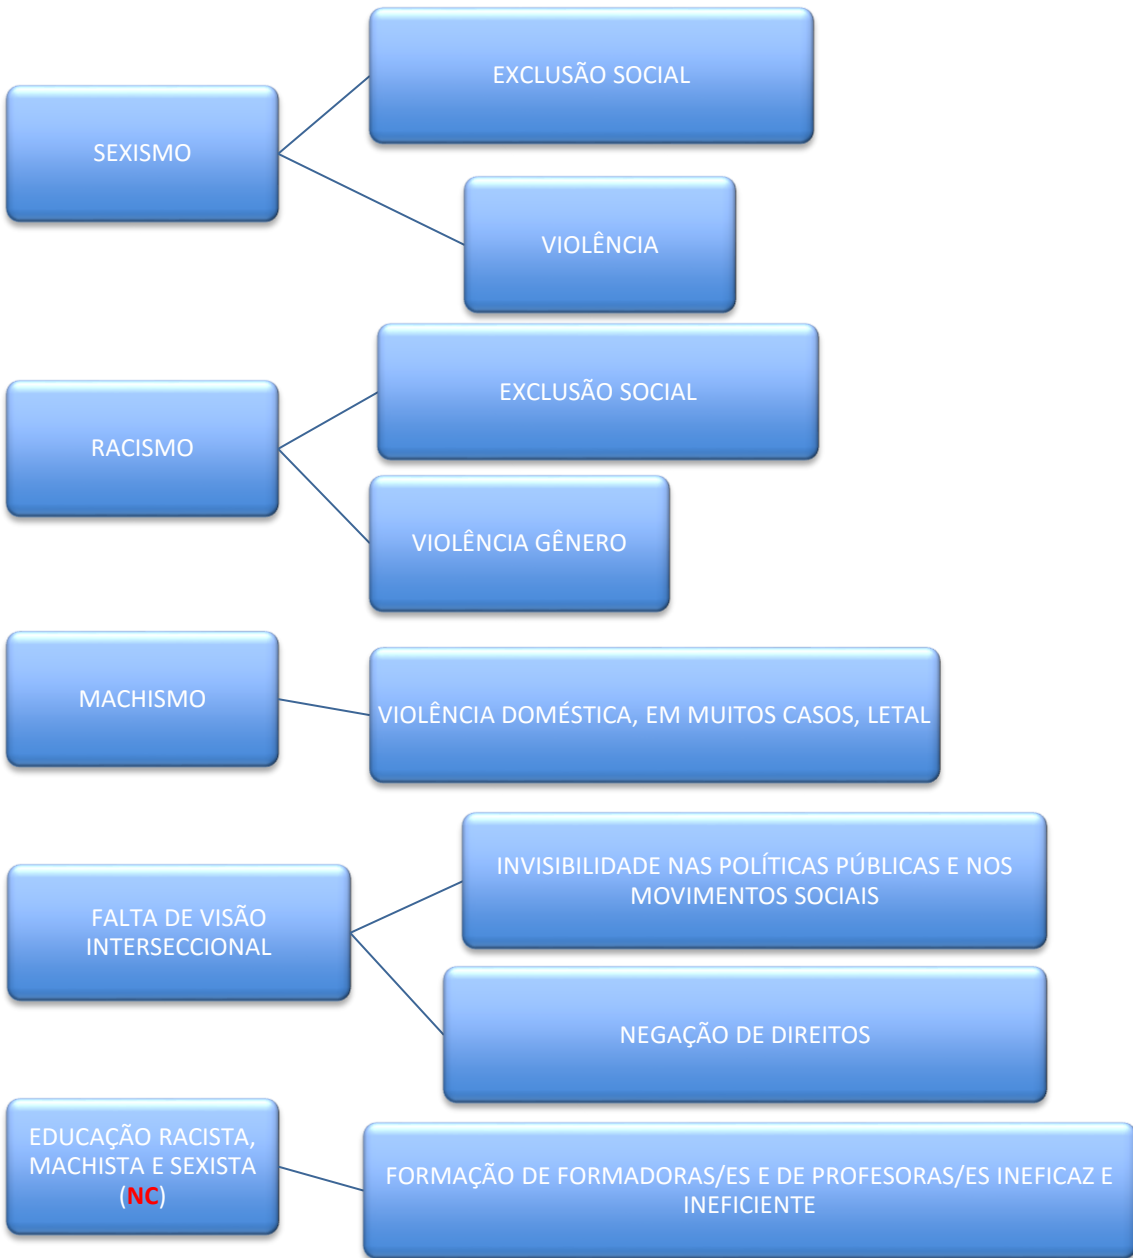 SEXISMO
EXCLUSÃO SOCIAL
VIOLÊNCIA
RACISMO
EXCLUSÃO SOCIAL
VIOLÊNCIA GÊNERO
MACHISMO
VIOLÊNCIA DOMÉSTICA, EM MUITOS CASOS, LETAL
FALTA DE VISÃO
INTERSECCIONAL
INVISIBILIDADE NAS POLÍTICAS PÚBLICAS E NOS
MOVIMENTOS SOCIAIS
NEGAÇÃO DE DIREITOS
EDUCAÇÃO RACISTA,
MACHISTA E SEXISTA
(NC)
FORMAÇÃO DE FORMADORAS/ES E DE PROFESORAS/ES INEFICAZ E
INEFICIENTE